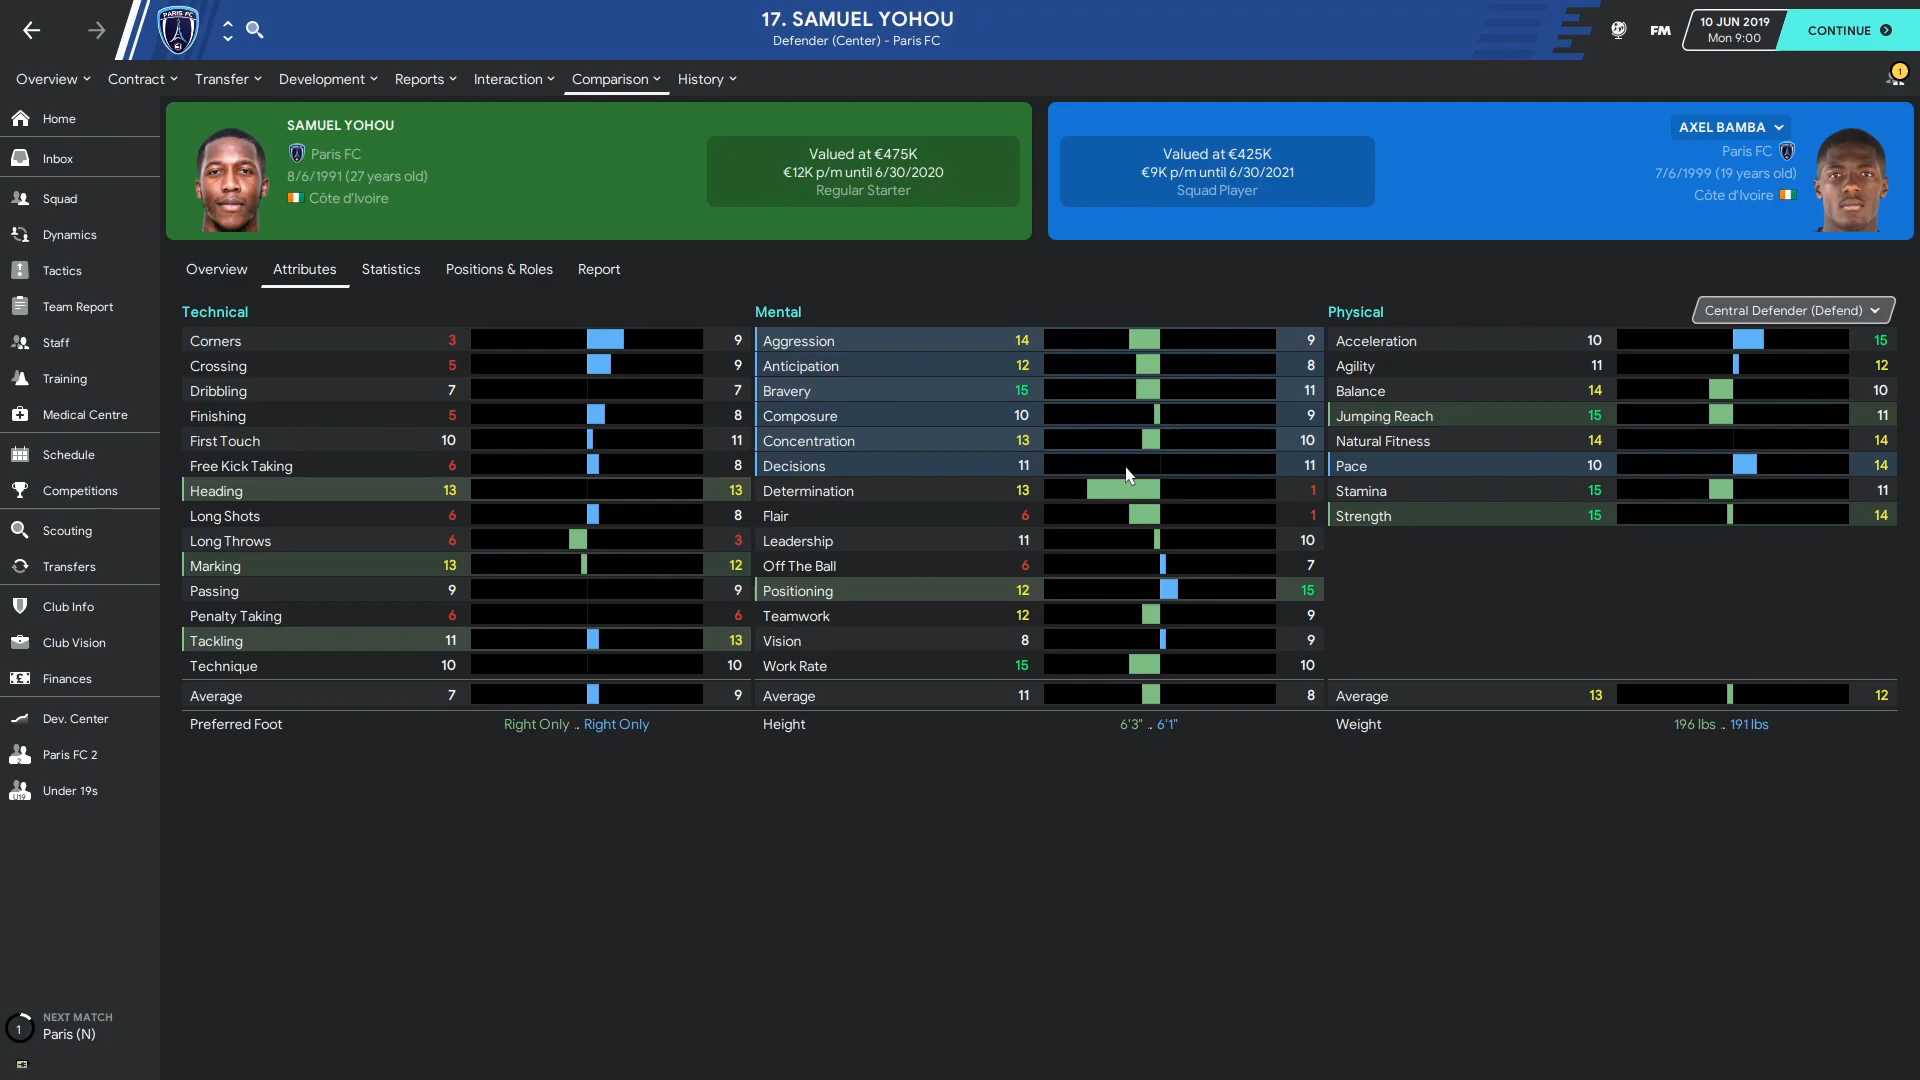 17. SAMUEL YOHOU
Defender (Center) - Paris FC
PARIS FC
FM
10 JUN 2019
Mon 9:00
CONTINUE
Overview
Contract
Transfer
Development
Reports
Interaction
Comparison
History
1
Home
Inbox
Squad
Dynamics
Tactics
Team Report
Staff
Training
Medical Centre
Schedule
Competitions
Scouting
Transfers
Club Info
Club Vision
Finances
Dev. Center
Paris FC 2
Under 19s
NEXT MATCH
1
Paris (N)
SAMUEL YOHOU
Paris FC
8/6/1991 (27 years old)
Côte d'Ivoire
Valued at €475K
€12K p/m until 6/30/2020
Regular Starter
Valued at €425K
€9K p/m until 6/30/2021
Squad Player
AXEL BAMBA
Paris FC
7/6/1999 (19 years old)
Côte d'Ivoire
Overview
Attributes
Statistics
Positions & Roles
Report
Technical
Corners 3 9
Crossing 5 9
Dribbling 7 7
Finishing 5 8
First Touch 10 11
Free Kick Taking 6 8
Heading 13 13
Long Shots 6 8
Long Throws 6 3
Marking 13 12
Passing 9 9
Penalty Taking 6 6
Tackling 11 13
Technique 10 10
Average 7 9
Preferred Foot Right Only .. Right Only
Mental
Aggression 14 9
Anticipation 12 8
Bravery 15 11
Composure 10 9
Concentration 13 10
Decisions 11 11
Determination 13 1
Flair 6 1
Leadership 11 10
Off The Ball 6 7
Positioning 12 15
Teamwork 12 9
Vision 8 9
Work Rate 15 10
Average 11 8
Height 6'3" .. 6'1"
Physical
Central Defender (Defend)
Acceleration 10 15
Agility 11 12
Balance 14 10
Jumping Reach 15 11
Natural Fitness 14 14
Pace 10 14
Stamina 15 11
Strength 15 14
Average 13 12
Weight 196 lbs .. 191 lbs